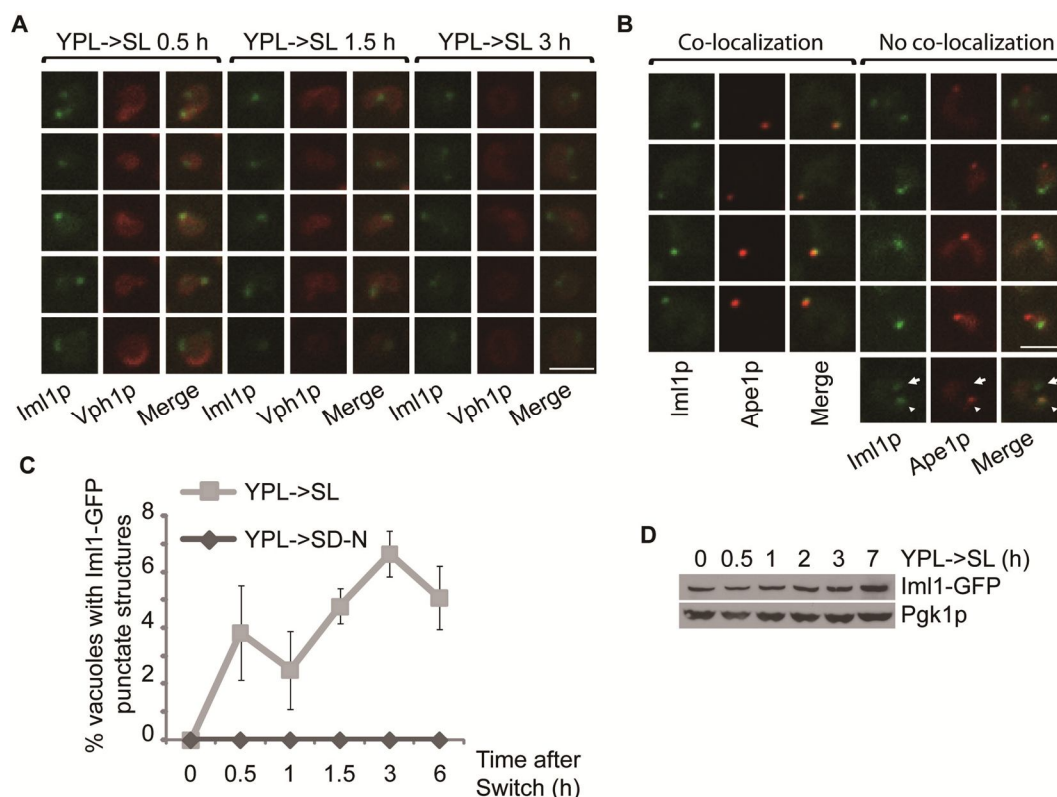 A
YPL->SL 0.5 h YPL->SL 1.5 h YPL->SL 3 h
Iml1p Vph1p Merge Iml1p Vph1p Merge Iml1p Vph1p Merge
B
Co-localization No co-localization
Iml1p Ape1p Merge
Iml1p Ape1p Merge
C
% vacuoles with Iml1-GFP
punctate structures
YPL->SL
YPL->SD-N
8
6
4
2
0
0 0.5 1 1.5 3 6
Time after
Switch (h)
D
0 0.5 1 2 3 7 YPL->SL (h)
Iml1-GFP
Pgk1p